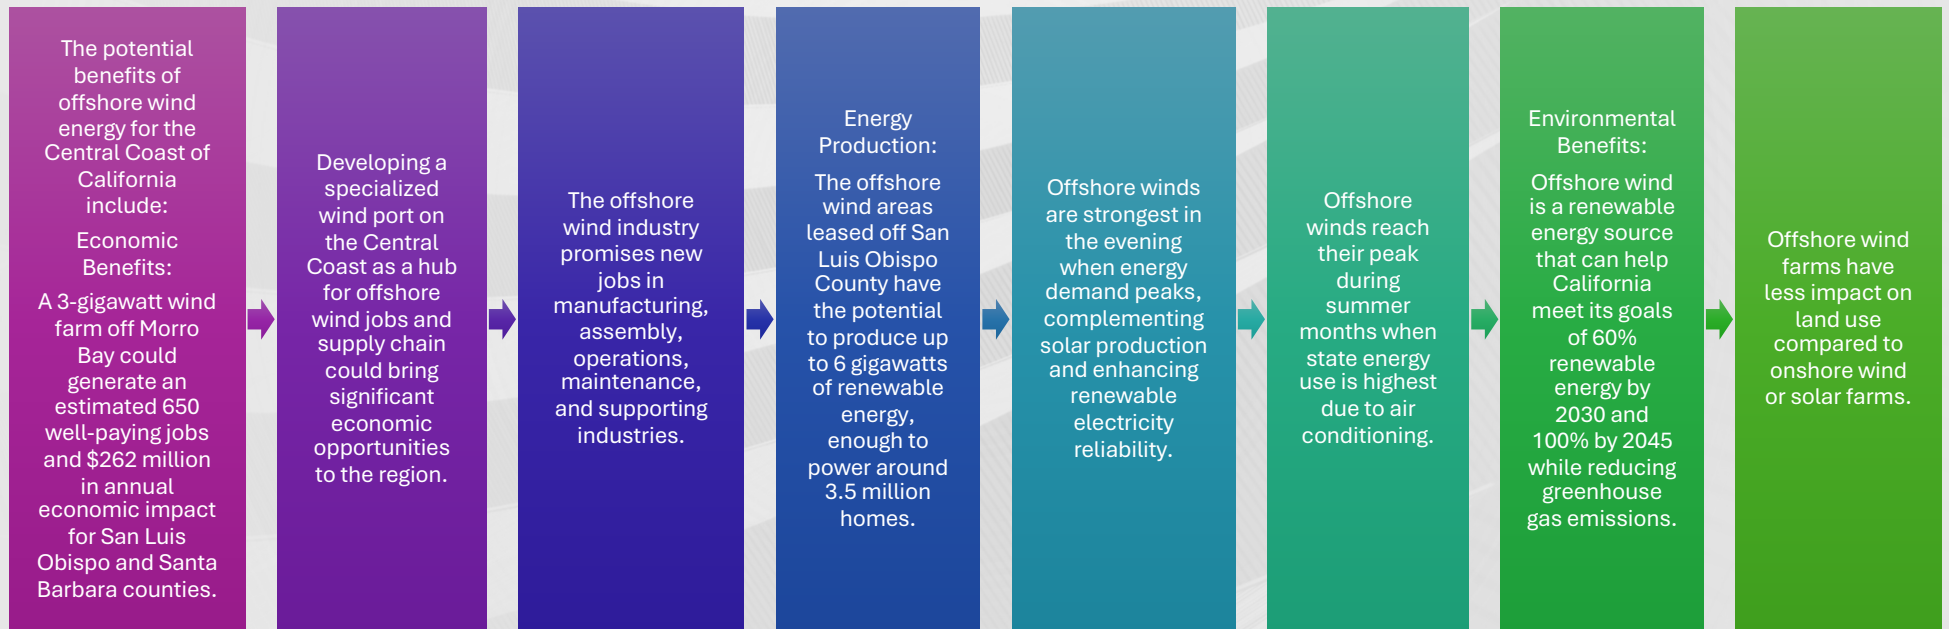 The potential
benefits of
offshore wind
energy for the
Central Coast of
California
include:
Economic
Benefits:
A 3-gigawatt wind
farm off Morro
Bay could
generate an
estimated 650
well-paying jobs
and $262 million
in annual
economic impact
for San Luis
Obispo and Santa
Barbara counties.
Developing a
specialized
wind port on
the Central
Coast as a hub
for offshore
wind jobs and
supply chain
could bring
significant
economic
opportunities
to the region.
The offshore
wind industry
promises new
jobs in
manufacturing,
assembly,
operations,
maintenance,
and supporting
industries.
Energy
Production:
The offshore
wind areas
leased off San
Luis Obispo
County have
the potential
to produce up
to 6 gigawatts
of renewable
energy,
enough to
power around
3.5 million
homes.
Offshore winds
are strongest in
the evening
when energy
demand peaks,
complementing
solar production
and enhancing
renewable
electricity
reliability.
Offshore
winds reach
their peak
during
summer
months when
state energy
use is highest
due to air
conditioning.
Environmental
Benefits:
Offshore wind
is a renewable
energy source
that can help
California
meet its goals
of 60%
renewable
energy by
2030 and
100% by 2045
while reducing
greenhouse
gas emissions.
Offshore wind
farms have
less impact on
land use
compared to
onshore wind
or solar farms.